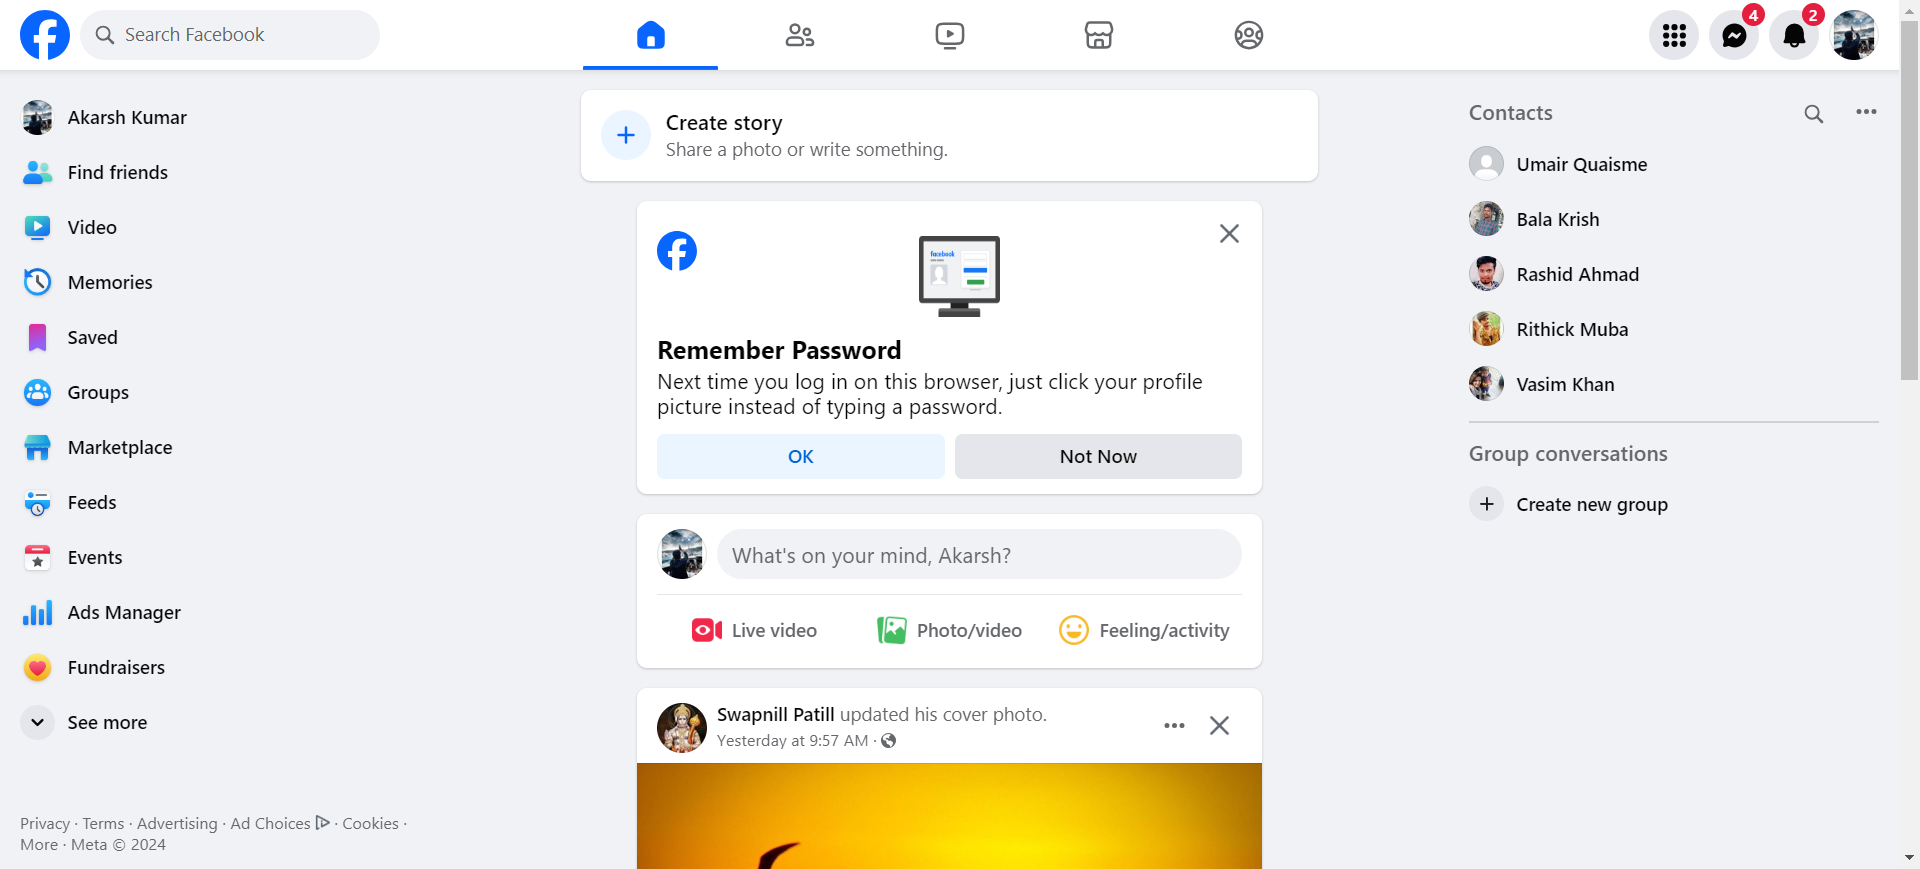 Search Facebook
4
2
Akarsh Kumar
Find friends
Video
Memories
Saved
Groups
Marketplace
Feeds
Events
Ads Manager
Fundraisers
See more
Privacy · Terms · Advertising · Ad Choices · Cookies ·
More · Meta © 2024
Create story
Share a photo or write something.
facebook
Remember Password
Next time you log in on this browser, just click your profile
picture instead of typing a password.
OK
Not Now
What's on your mind, Akarsh?
Live video
Photo/video
Feeling/activity
Swapnill Patill updated his cover photo.
Yesterday at 9:57 AM ·
Contacts
Umair Quaisme
Bala Krish
Rashid Ahmad
Rithick Muba
Vasim Khan
Group conversations
Create new group